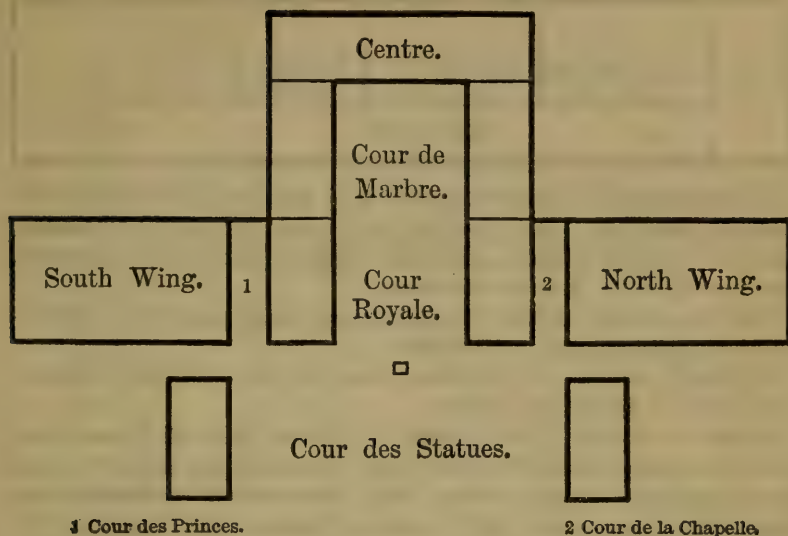 Centre.
Cour de
Marbre.
South Wing.
1
Cour
Royale.
2
North Wing.
Cour des Statues.
1 Cour des Princes.
2 Cour de la Chapelle.